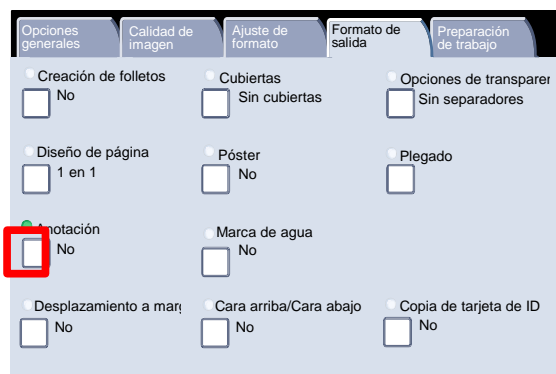 Opciones generales
Calidad de imagen
Ajuste de formato
Formato de salida
Preparación de trabajo
Creación de folletos
No
Cubiertas
Sin cubiertas
Opciones de transparen
Sin separadores
Diseño de página
1 en 1
Póster
No
Plegado
Anotación
No
Marca de agua
No
Desplazamiento a marg
No
Cara arriba/Cara abajo
No
Copia de tarjeta de ID
No